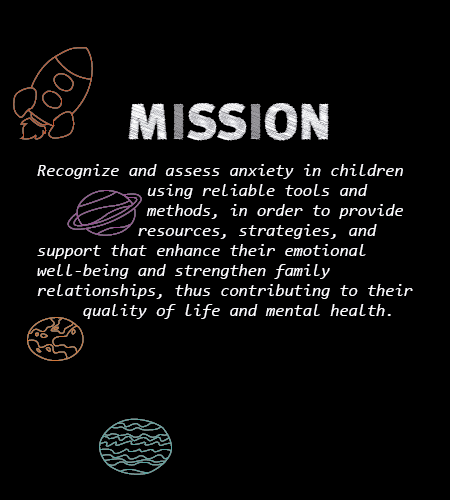 MISSION
Recognize and assess anxiety in children
using reliable tools and
methods, in order to provide
resources, strategies, and
support that enhance their emotional
well-being and strengthen family
relationships, thus contributing to their
quality of life and mental health.